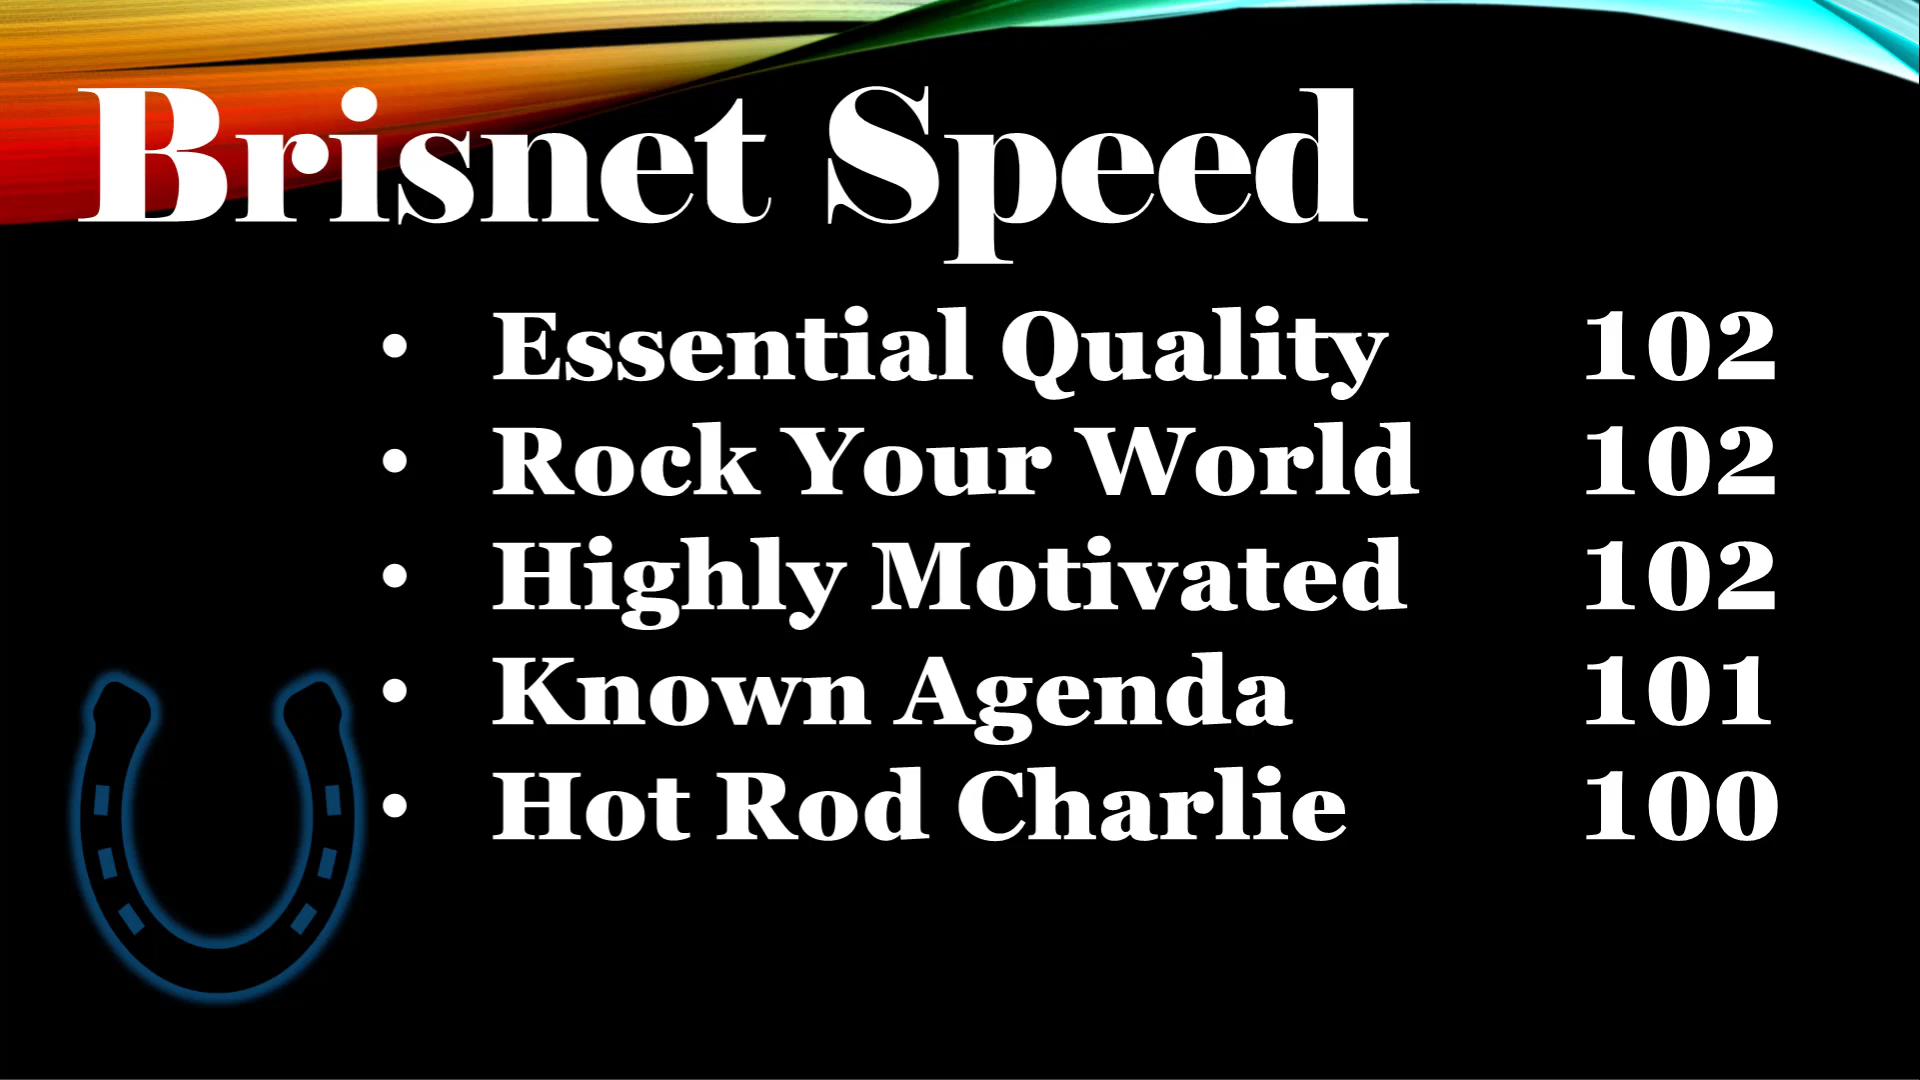 Brisnet Speed
• Essential Quality 102
• Rock Your World 102
• Highly Motivated 102
• Known Agenda 101
• Hot Rod Charlie 100